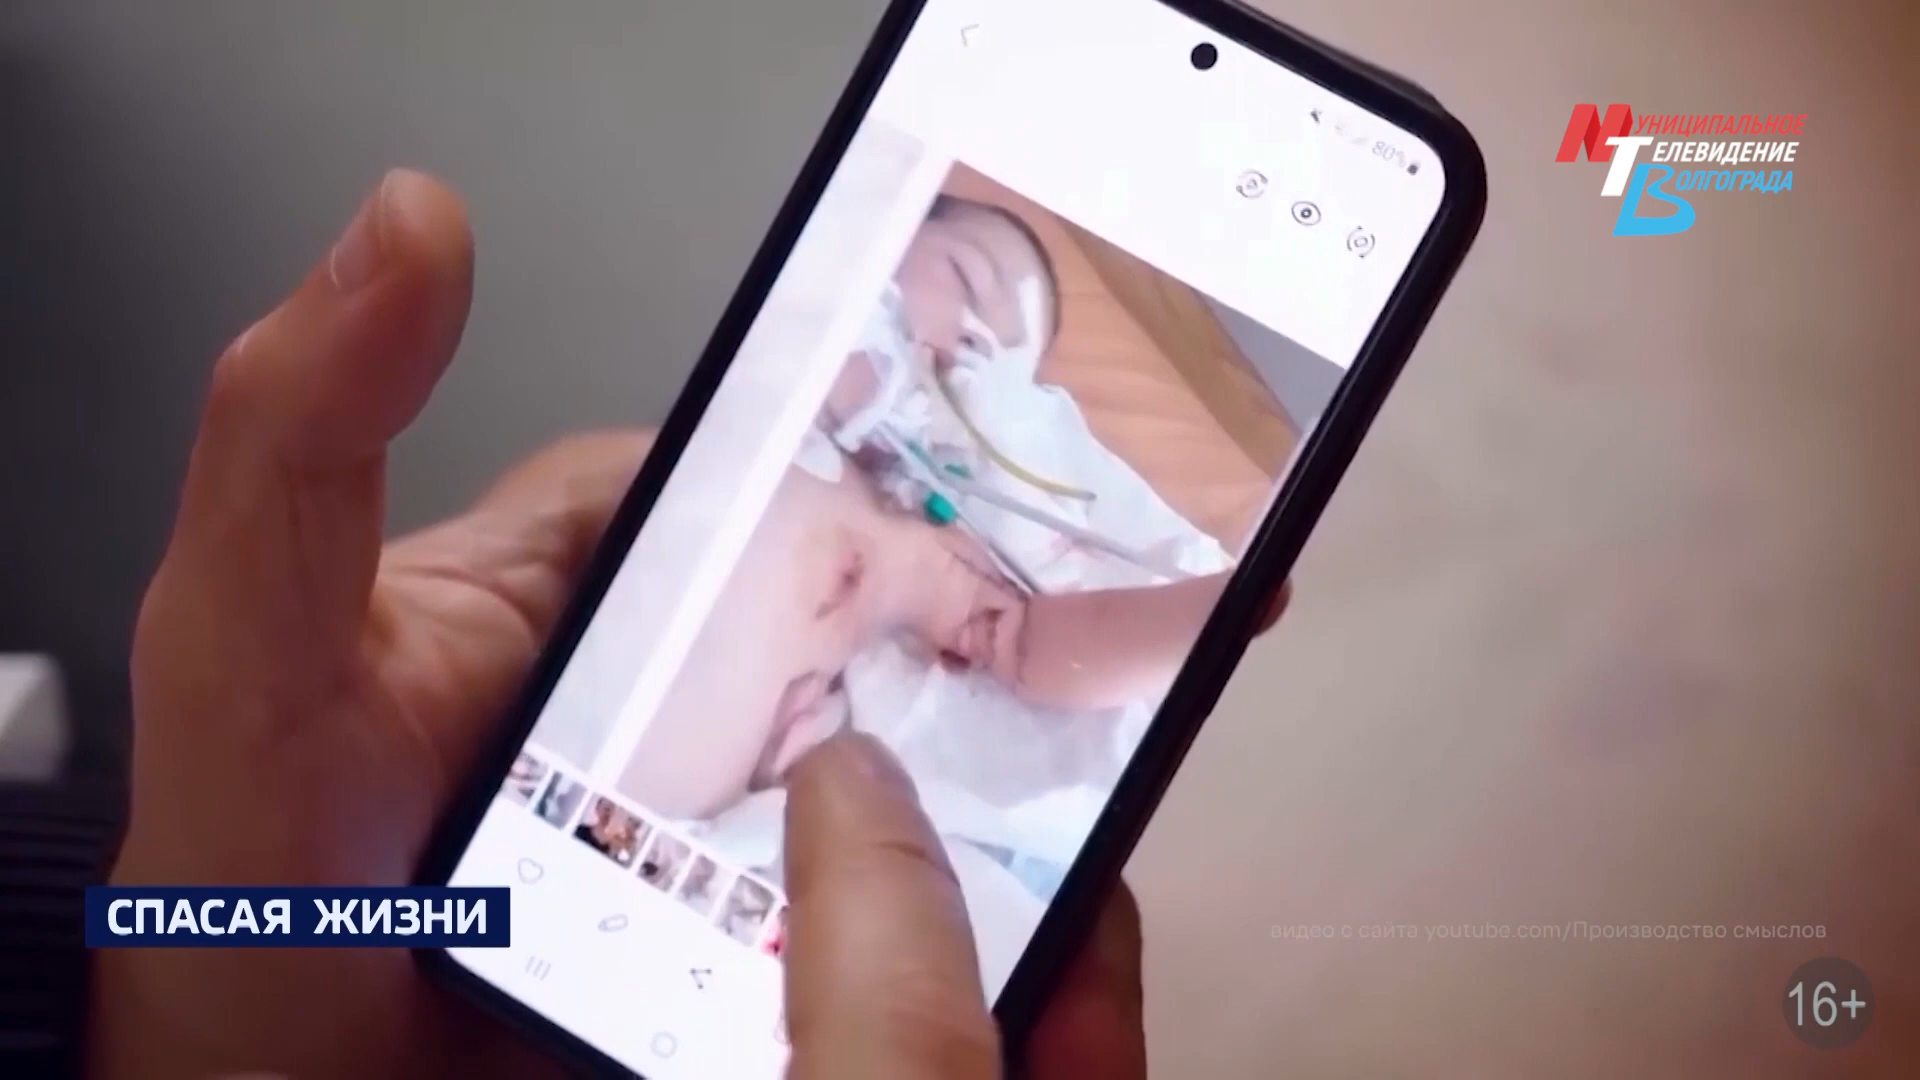 80%
МУНИЦИПАЛЬНОЕ
ТЕЛЕВИДЕНИЕ
ВОЛГОГРАДА
СПАСАЯ ЖИЗНИ
видео с сайта youtube.com/Производство смыслов
16+